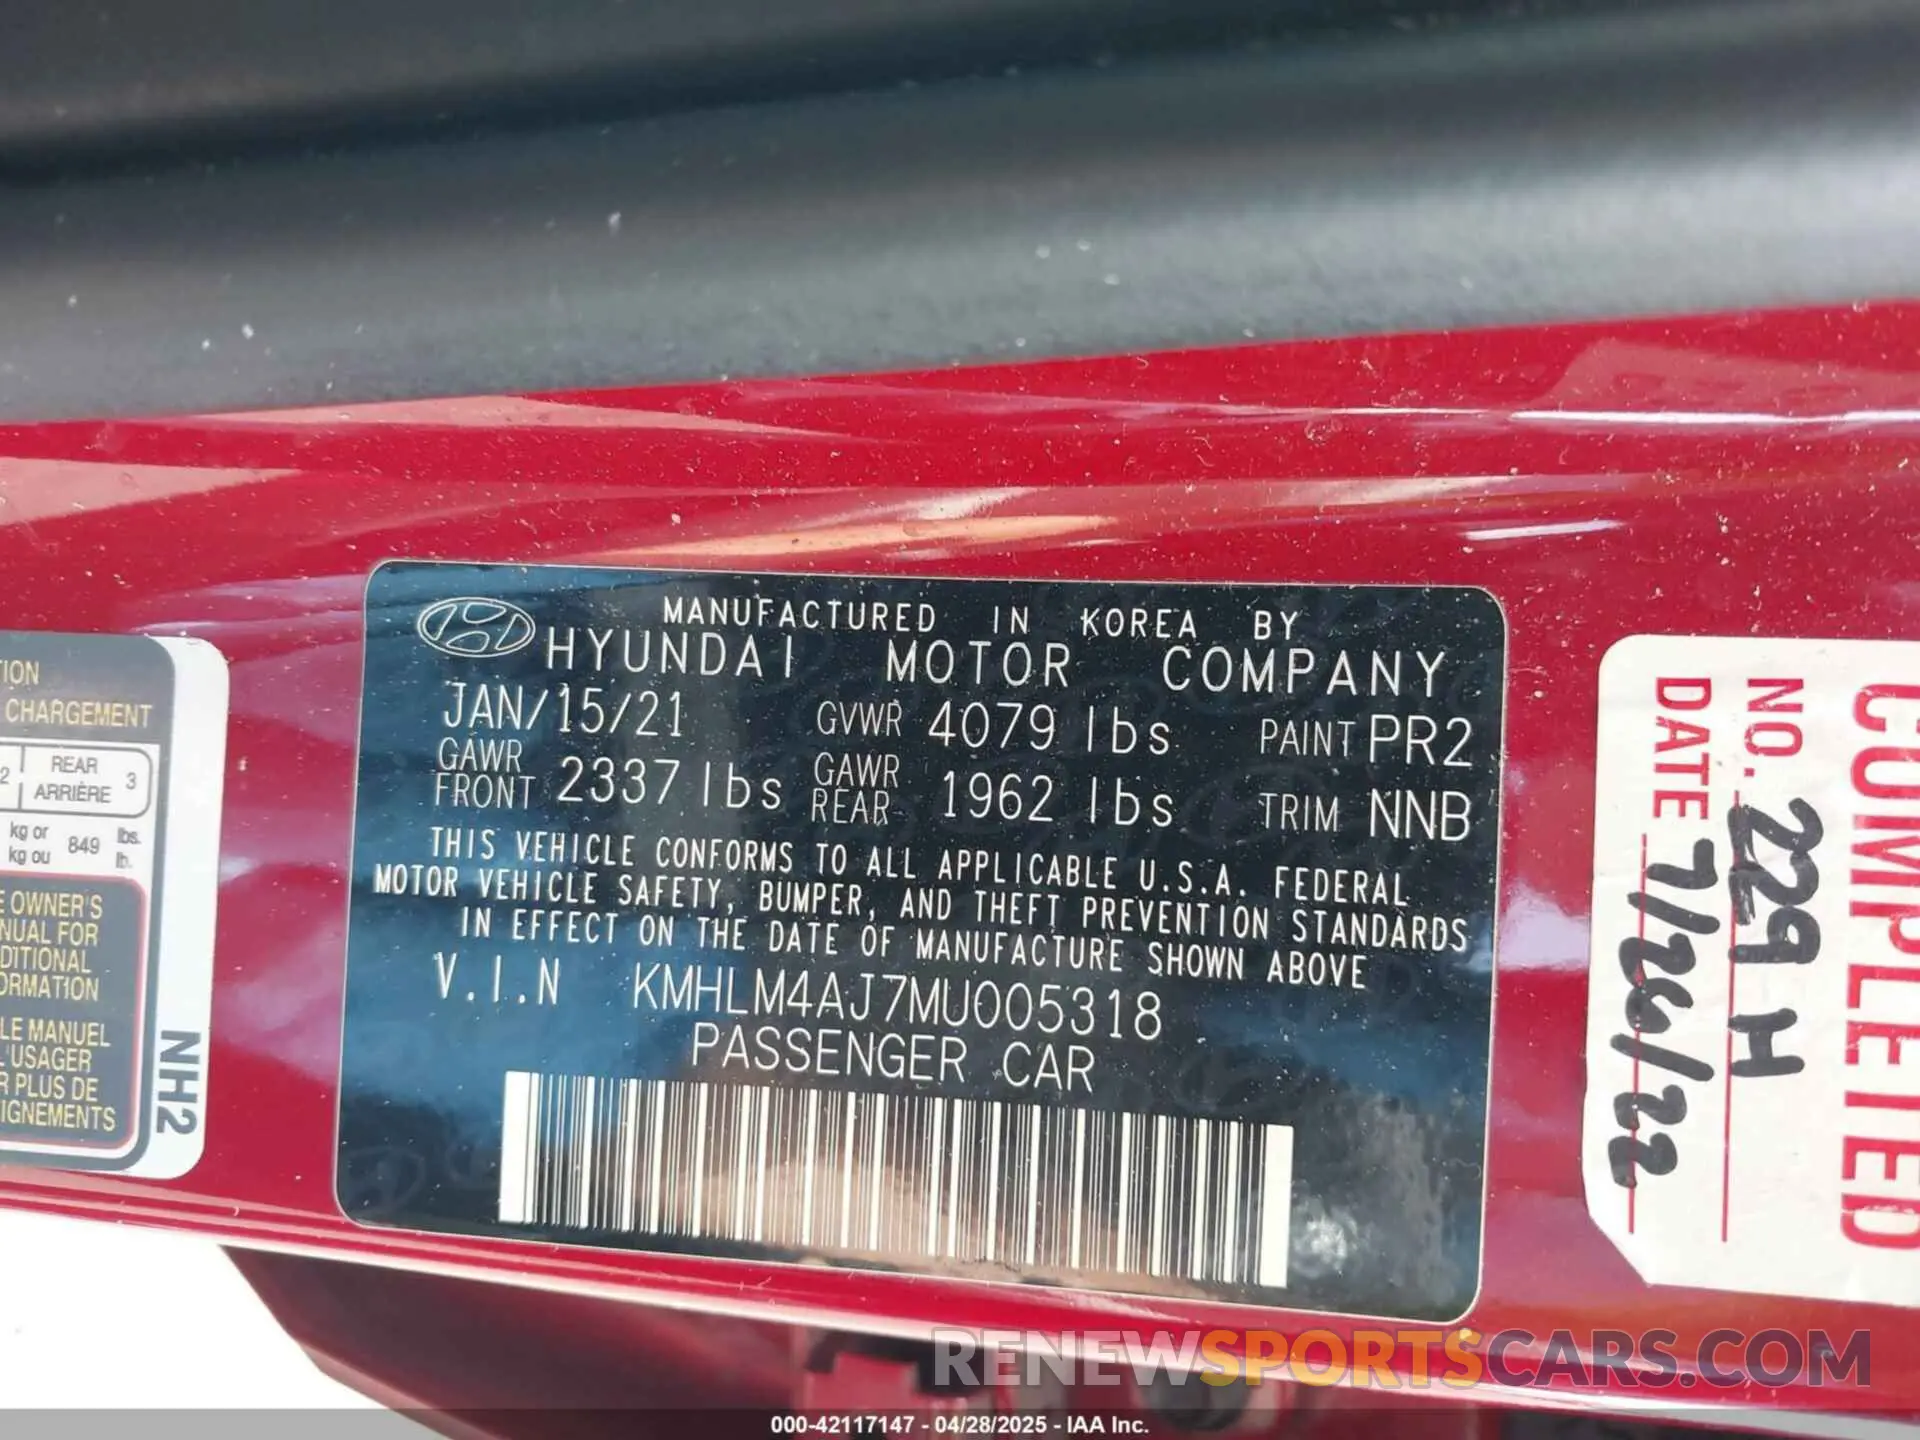 TION
CHARGEMENT
2 REAR ARRIÈRE 3
kg or kg ou 849 lbs. lb.
E OWNER'S
NUAL FOR
DITIONAL
ORMATION
LE MANUEL
L'USAGER
R PLUS DE
IGNEMENTS
NH2
MANUFACTURED IN KOREA BY
HYUNDAI MOTOR COMPANY
JAN/15/21 GVWR 4079 lbs PAINT PR2
GAWR FRONT 2337 lbs GAWR REAR 1962 lbs TRIM NNB
THIS VEHICLE CONFORMS TO ALL APPLICABLE U.S.A. FEDERAL
MOTOR VEHICLE SAFETY, BUMPER, AND THEFT PREVENTION STANDARDS
IN EFFECT ON THE DATE OF MANUFACTURE SHOWN ABOVE
V.I.N KMHLM4AJ7MU005318
PASSENGER CAR
COMPLETED
NO. 229 H
DATE 7/26/22
RENEWSPORTSCARS.COM
000-42117147 - 04/28/2025 - IAA Inc.